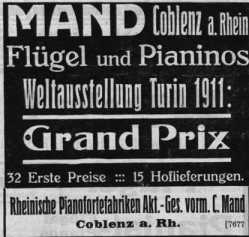 MAND Coblenz a. Rhein
Flügel und Pianinos
Weltausstellung Turin 1911:
Grand Prix
32 Erste Preise ::: 15 Hoflieferungen.
Rheinische Pianofortefabriken Akt.-Ges. vorm. C. Mand
Coblenz a. Rh. [7677